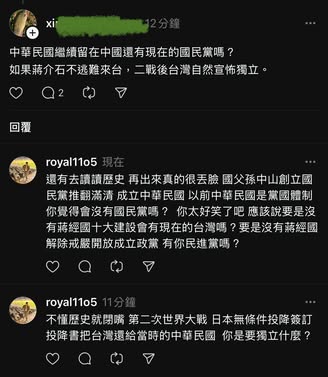 xi
12分鐘
中華民國繼續留在中國還有現在的國民黨嗎？
如果蔣介石不逃難來台，二戰後台灣自然宣怖獨立。
2
回覆
royal11o5 現在
還有去讀讀歷史 再出來真的很丟臉 國父孫中山創立國
民黨推翻滿清 成立中華民國 以前中華民國是黨國體制
你覺得會沒有國民黨嗎？ 你太好笑了吧 應該說要是沒
有蔣經國十大建設會有現在的台灣嗎？要是沒有蔣經國
解除戒嚴開放成立政黨 有你民進黨嗎？
royal11o5 11分鐘
不懂歷史就閉嘴 第二次世界大戰 日本無條件投降簽訂
投降書把台灣還給當時的中華民國 你是要獨立什麼？